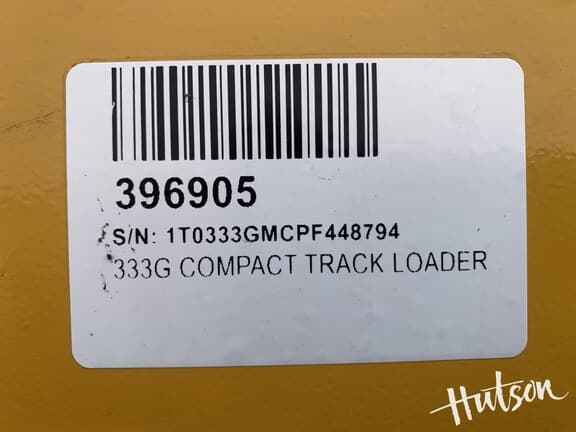 396905
S/N: 1T0333GMCPF448794
333G COMPACT TRACK LOADER
Hutson